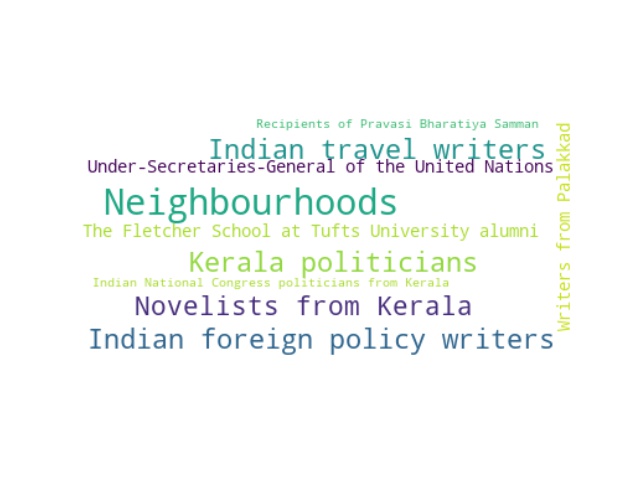 Recipients of Pravasi Bharatiya Samman
Indian travel writers
Under-Secretaries-General of the United Nations
Neighbourhoods
The Fletcher School at Tufts University alumni
Kerala politicians
Indian National Congress politicians from Kerala
Novelists from Kerala
Indian foreign policy writers
Writers from Palakkad